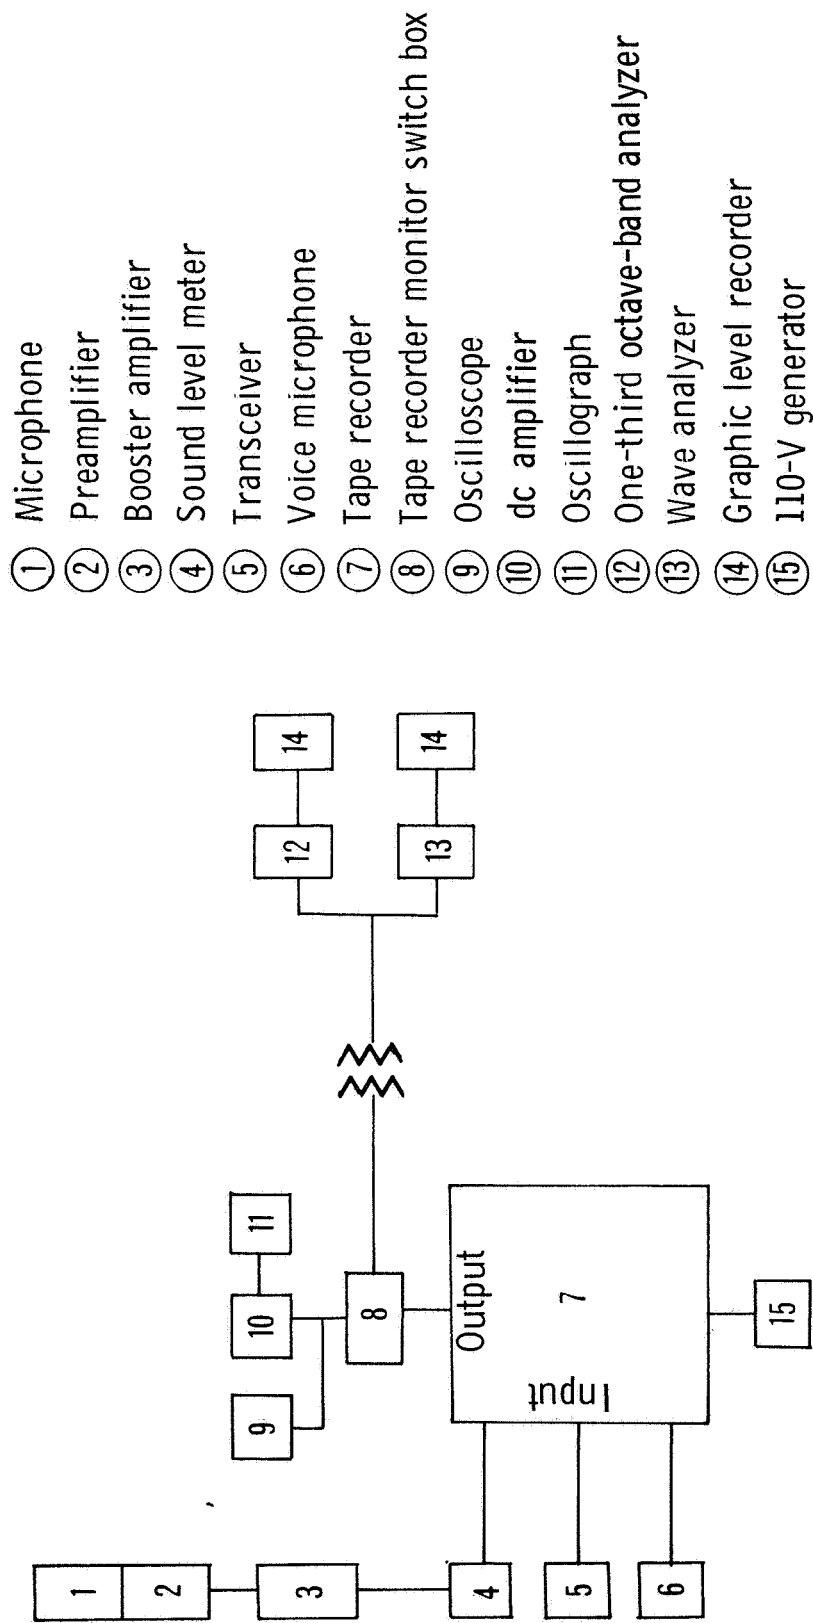 ① Microphone
② Preamplifier
③ Booster amplifier
④ Sound level meter
⑤ Transceiver
⑥ Voice microphone
⑦ Tape recorder
⑧ Tape recorder monitor switch box
⑨ Oscilloscope
⑩ dc amplifier
⑪ Oscillograph
⑫ One-third octave-band analyzer
⑬ Wave analyzer
⑭ Graphic level recorder
⑮ 110-V generator
1
2
3
4
5
6
9
10
11
8
Output
Input
7
15
12
14
13
14